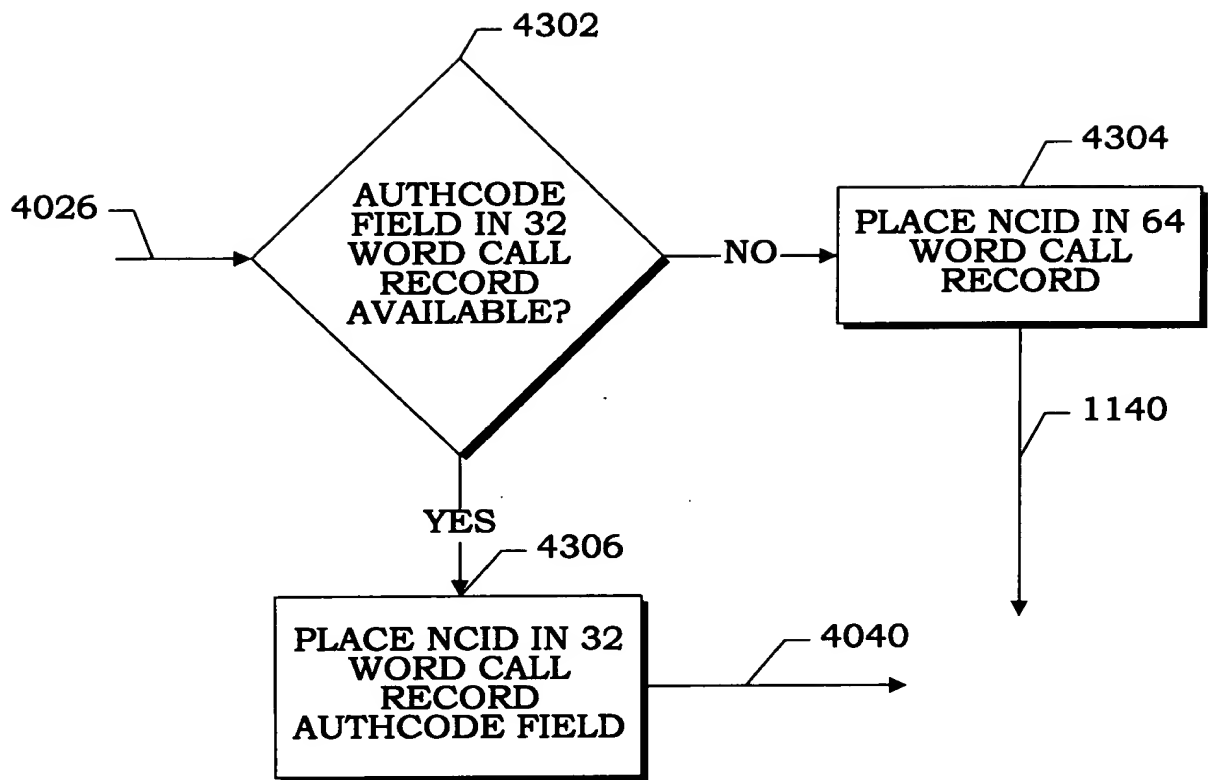 4302
4026
AUTHCODE
FIELD IN 32
WORD CALL
RECORD
AVAILABLE?
NO
4304
PLACE NCID IN 64
WORD CALL
RECORD
1140
YES
4306
PLACE NCID IN 32
WORD CALL
RECORD
AUTHCODE FIELD
4040